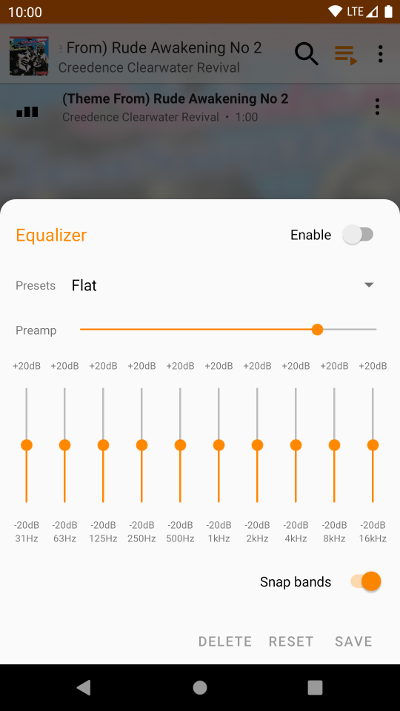 10:00 LTE
From) Rude Awakening No 2
Creedence Clearwater Revival
(Theme From) Rude Awakening No 2
Creedence Clearwater Revival • 1:00
Equalizer Enable
Presets Flat
Preamp
+20dB +20dB +20dB +20dB +20dB +20dB +20dB +20dB +20dB +20dB
-20dB -20dB -20dB -20dB -20dB -20dB -20dB -20dB -20dB -20dB
31Hz 63Hz 125Hz 250Hz 500Hz 1kHz 2kHz 4kHz 8kHz 16kHz
Snap bands
DELETE RESET SAVE